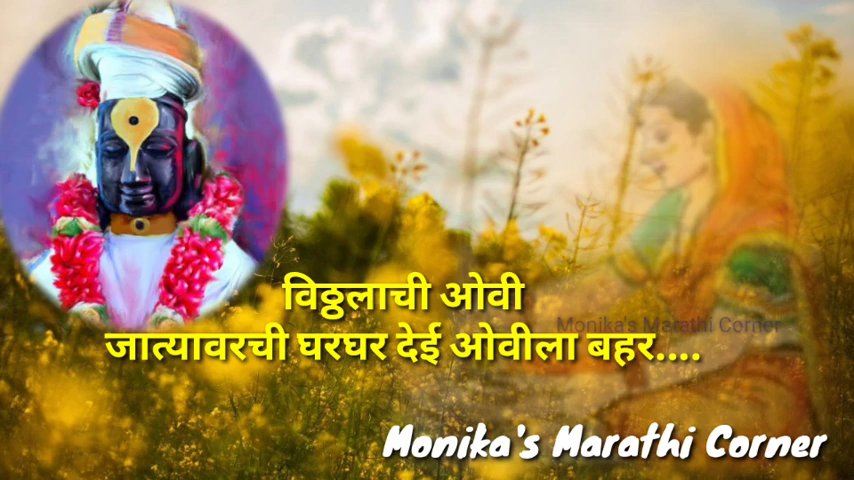 विठ्ठलाची ओवी
Monika's Marathi Corner
जात्यावरची घरघर देई ओवीला बहर....
Monika's Marathi Corner